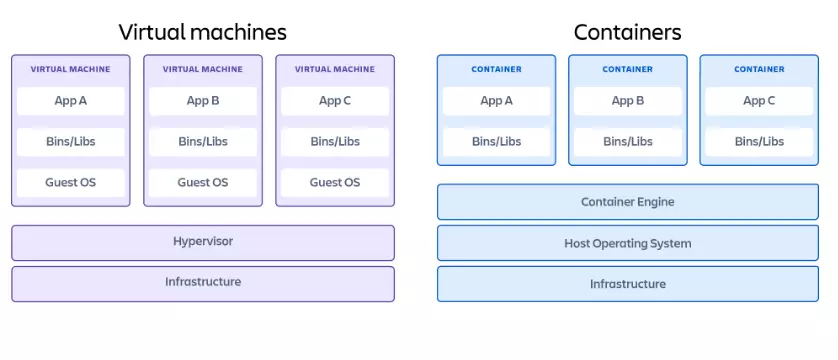 Virtual machines
VIRTUAL MACHINE
App A
Bins/Libs
Guest OS
VIRTUAL MACHINE
App B
Bins/Libs
Guest OS
VIRTUAL MACHINE
App C
Bins/Libs
Guest OS
Hypervisor
Infrastructure
Containers
CONTAINER
App A
Bins/Libs
CONTAINER
App B
Bins/Libs
CONTAINER
App C
Bins/Libs
Container Engine
Host Operating System
Infrastructure